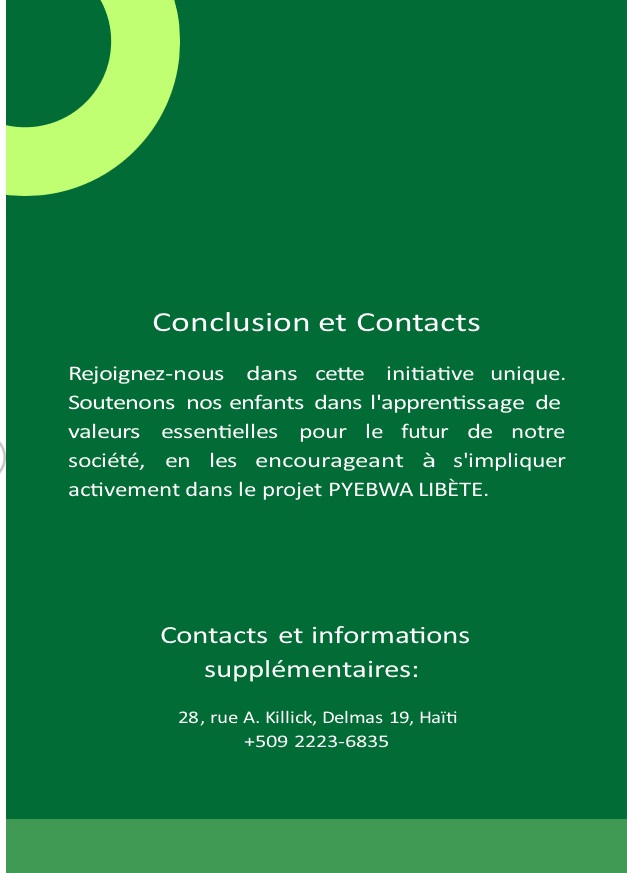 Conclusion et Contacts
Rejoignez-nous dans cette initiative unique.
Soutenons nos enfants dans l'apprentissage de
valeurs essentielles pour le futur de notre
société, en les encourageant à s'impliquer
activement dans le projet PYEBWA LIBÈTE.
Contacts et informations
supplémentaires:
28, rue A. Killick, Delmas 19, Haïti
+509 2223-6835